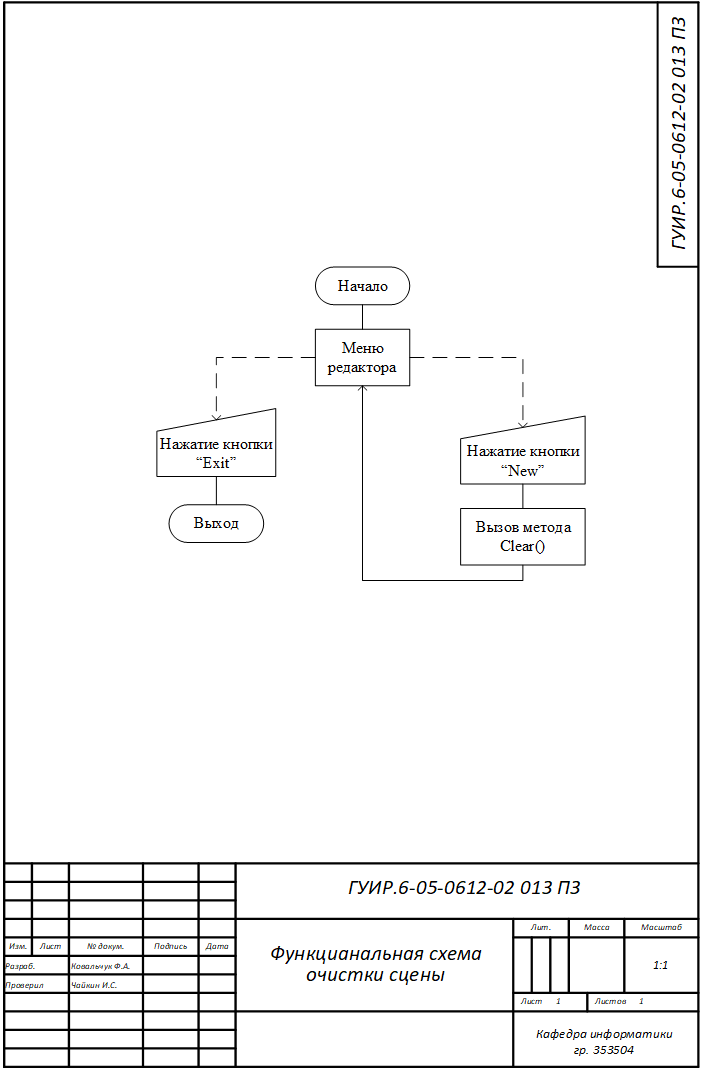 ГУИР.6-05-0612-02 013 ПЗ
Начало
Меню
редактора
Нажатие кнопки
“Exit”
Нажатие кнопки
“New”
Выход
Вызов метода
Clear()
ГУИР.6-05-0612-02 013 ПЗ
Лит. Масса Масштаб
Изм. Лист № докум. Подпись Дата
Функцианальная схема
очистки сцены
Разраб. Ковальчук Ф.А.
1:1
Проверил Чайкин И.С.
Лист 1 Листов 1
Кафедра информатики
гр. 353504